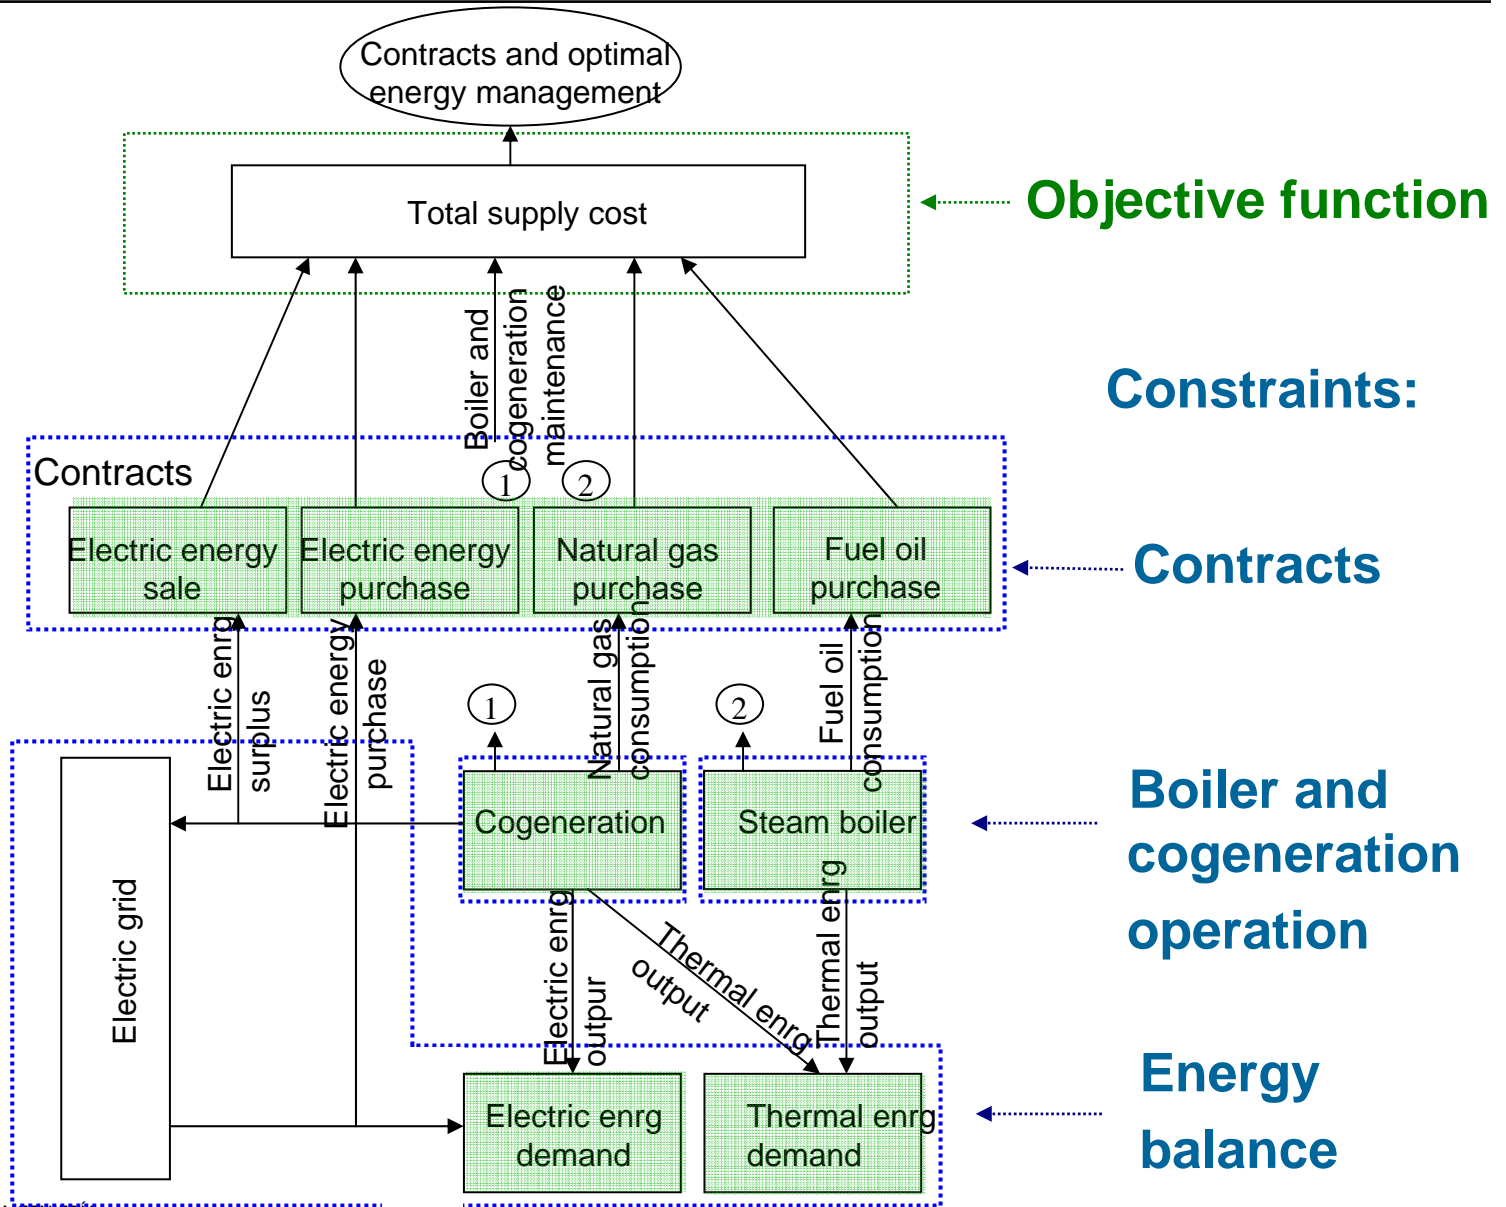 Contracts and optimal
energy management
Total supply cost
Objective function
Boiler and
cogeneration
maintenance
Constraints:
Contracts
1
2
Electric energy
sale
Electric energy
purchase
Natural gas
purchase
Fuel oil
purchase
Contracts
Electric enrg
surplus
Electric energy
purchase
Natural gas
consumption
Fuel oil
consumption
1
2
Electric grid
Cogeneration
Steam boiler
Boiler and
cogeneration
operation
Electric enrg
outpur
Thermal enrg
output
Thermal enrg
output
Electric enrg
demand
Thermal enrg
demand
Energy
balance